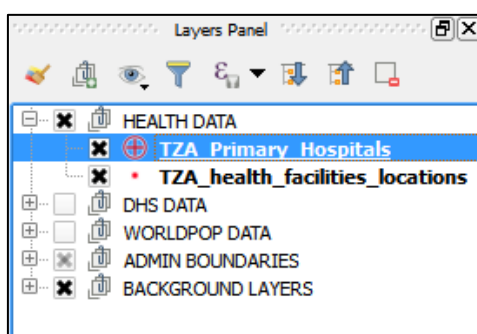 Layers Panel
HEALTH DATA
TZA_Primary_Hospitals
TZA_health_facilities_locations
DHS DATA
WORLDPOP DATA
ADMIN BOUNDARIES
BACKGROUND LAYERS